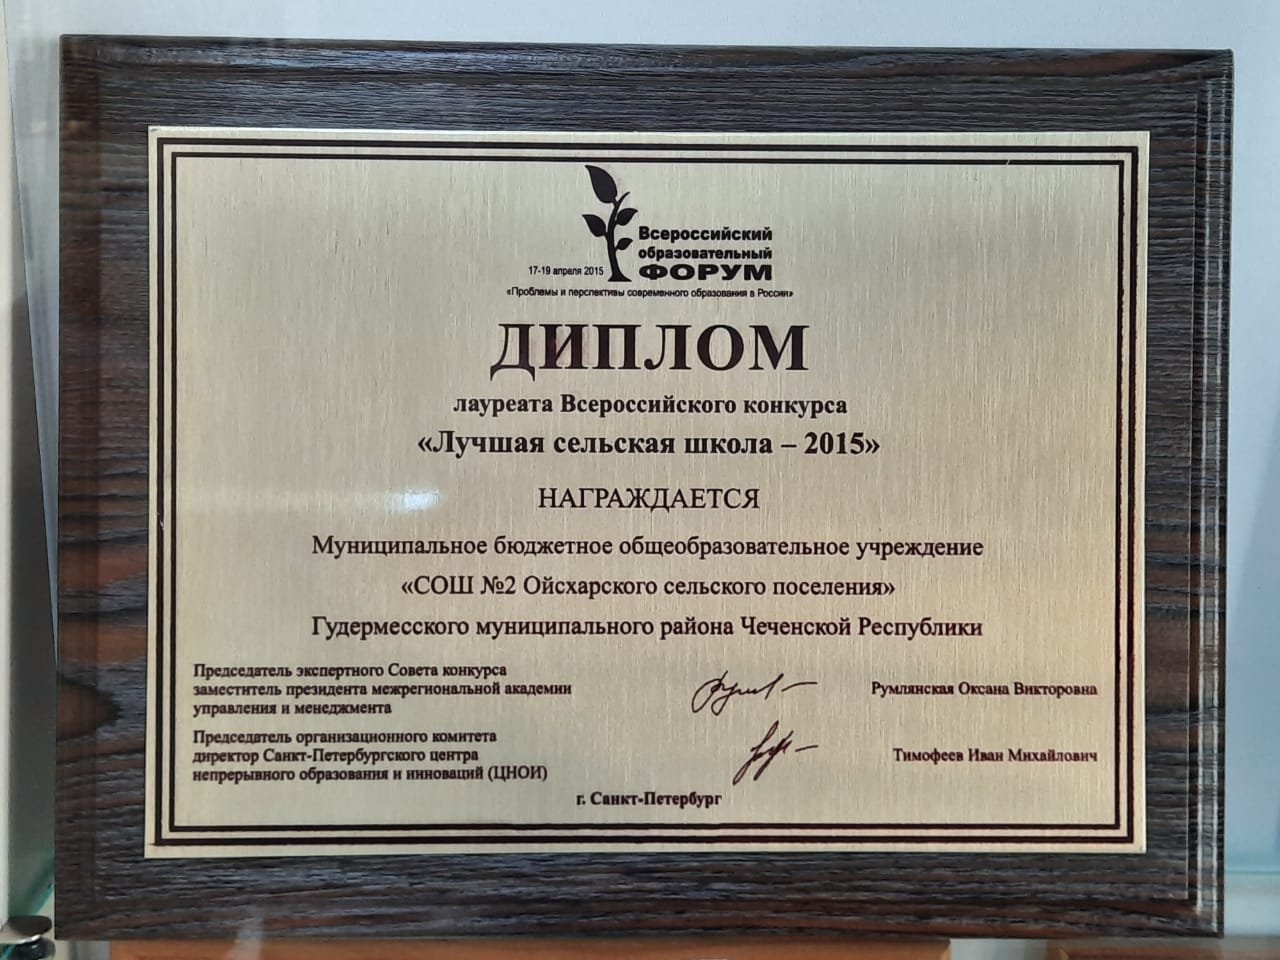 Всероссийский
образовательный
17-19 апреля 2015 ФОРУМ
«Проблемы и перспективы современного образования в России»
ДИПЛОМ
лауреата Всероссийского конкурса
«Лучшая сельская школа – 2015»
НАГРАЖДАЕТСЯ
Муниципальное бюджетное общеобразовательное учреждение
«СОШ №2 Ойсхарского сельского поселения»
Гудермесского муниципального района Чеченской Республики
Председатель экспертного Совета конкурса
заместитель президента межрегиональной академии
управления и менеджмента
Румлянская Оксана Викторовна
Председатель организационного комитета
директор Санкт-Петербургского центра
непрерывного образования и инноваций (ЦНОИ)
Тимофеев Иван Михайлович
г. Санкт-Петербург